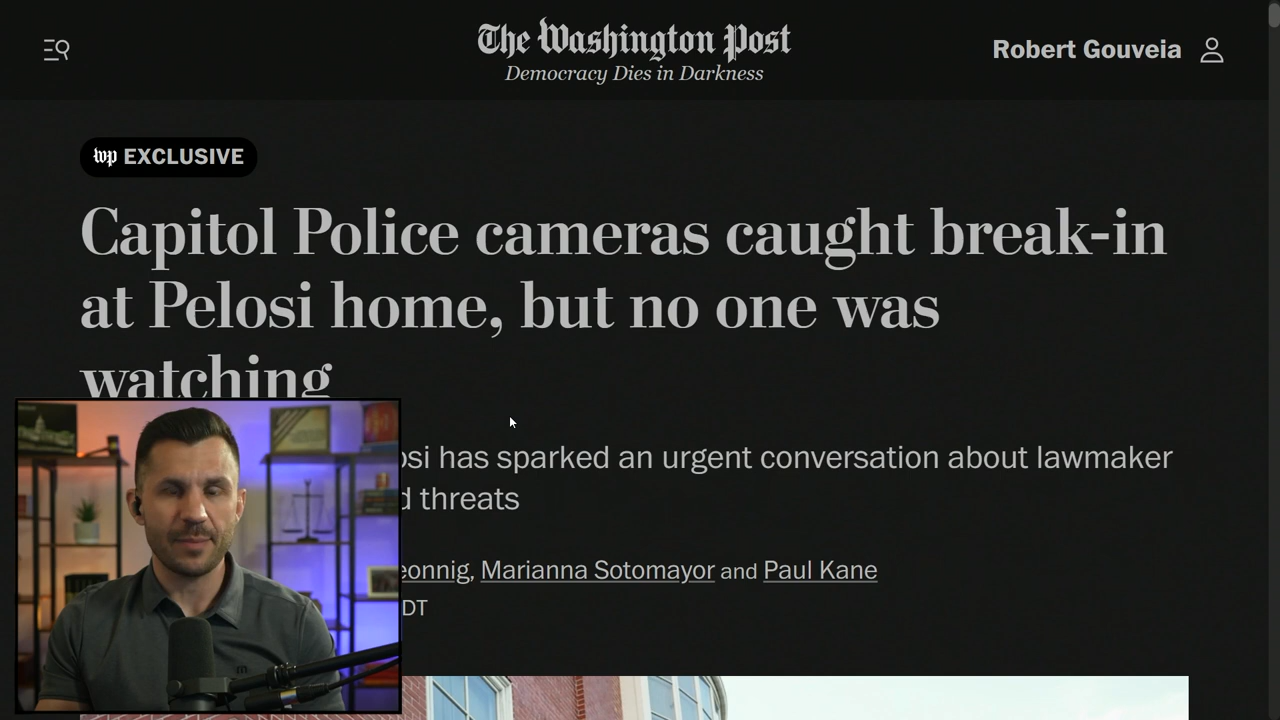 The Washington Post
Democracy Dies in Darkness
Robert Gouveia
wp EXCLUSIVE
Capitol Police cameras caught break-in
at Pelosi home, but no one was
watching
osi has sparked an urgent conversation about lawmaker
d threats
eonnig, Marianna Sotomayor and Paul Kane
DT